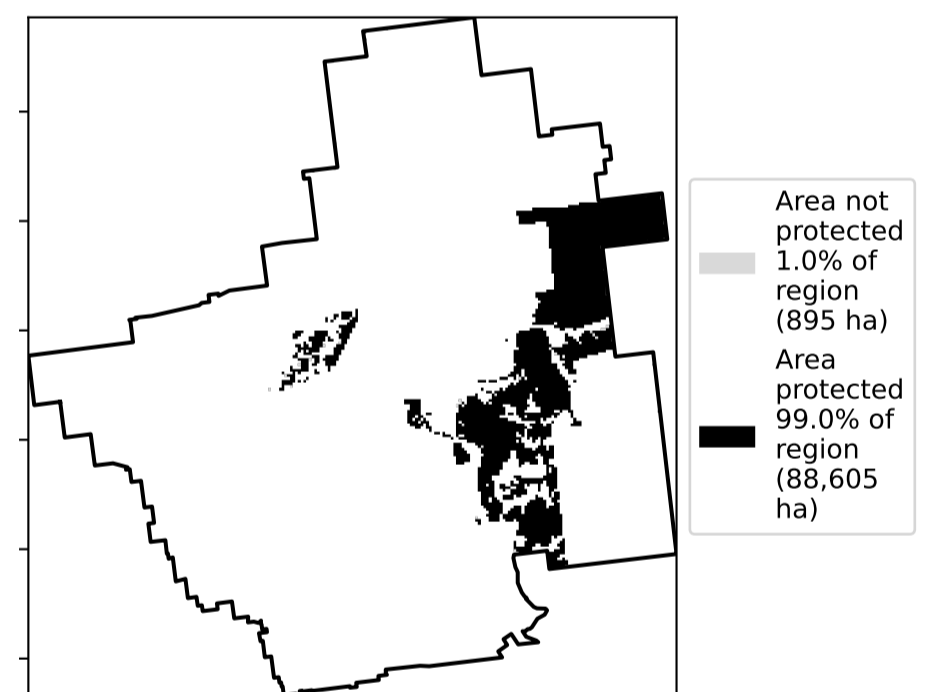 Area not
protected
1.0% of
region
(895 ha)
Area
protected
99.0% of
region
(88,605
ha)